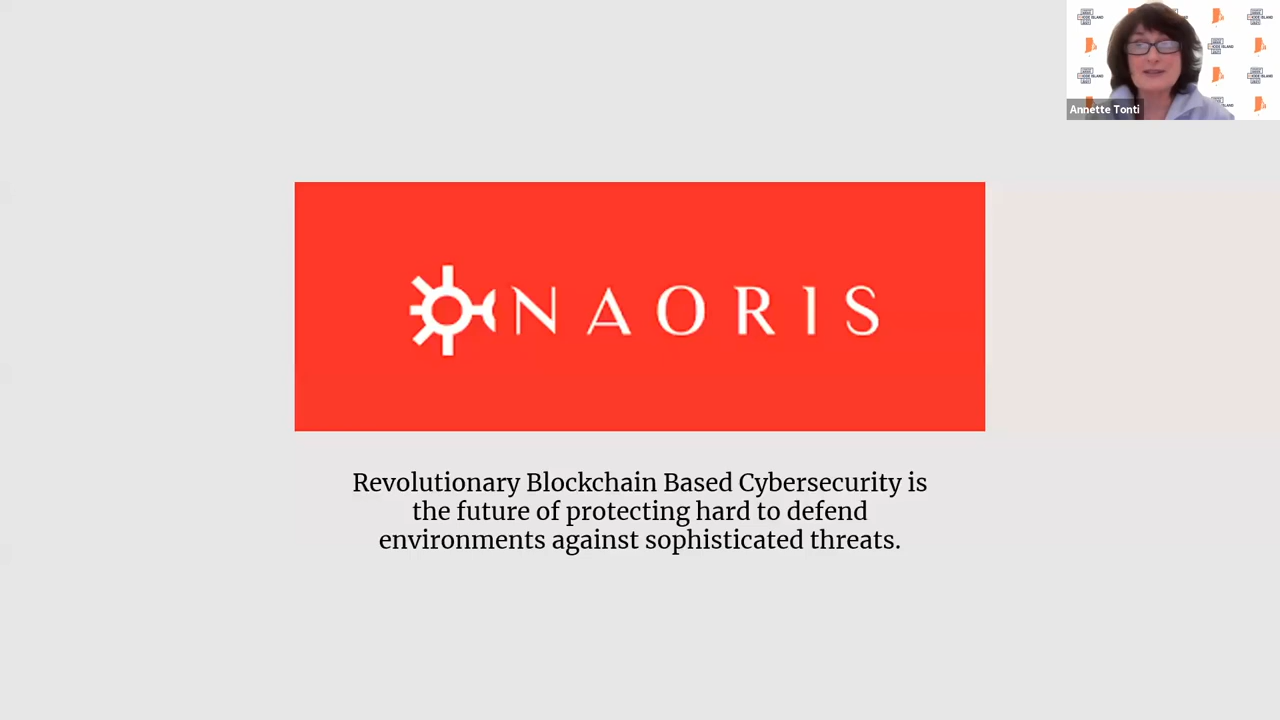 Annette Tonti
NAORIS
Revolutionary Blockchain Based Cybersecurity is
the future of protecting hard to defend
environments against sophisticated threats.